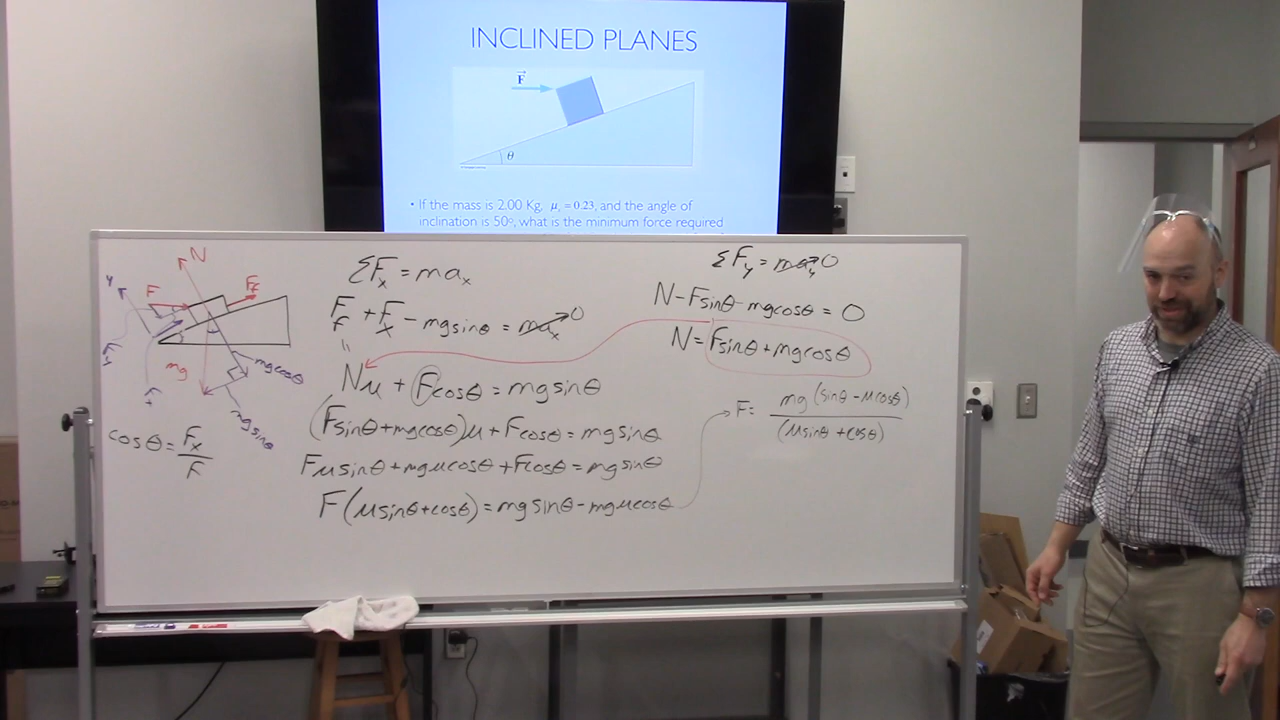 INCLINED PLANES
F
θ
• If the mass is 2.00 Kg, μs = 0.23, and the angle of
inclination is 50°, what is the minimum force required
N
y
F
Ff
Fy
mg
mgcosθ
mgsinθ
cosθ = Fx/F
ΣFx = max
Ff + Fx - mgsinθ = max 0
Nμ + Fcosθ = mgsinθ
(Fsinθ+mgcosθ)μ + Fcosθ = mgsinθ
Fμsinθ+mgμcosθ+Fcosθ = mgsinθ
F(μsinθ+cosθ) = mgsinθ - mgμcosθ
ΣFy = may 0
N-Fsinθ-mgcosθ = 0
N = Fsinθ+mgcosθ
F= mg(sinθ-μcosθ)/(μsinθ+cosθ)